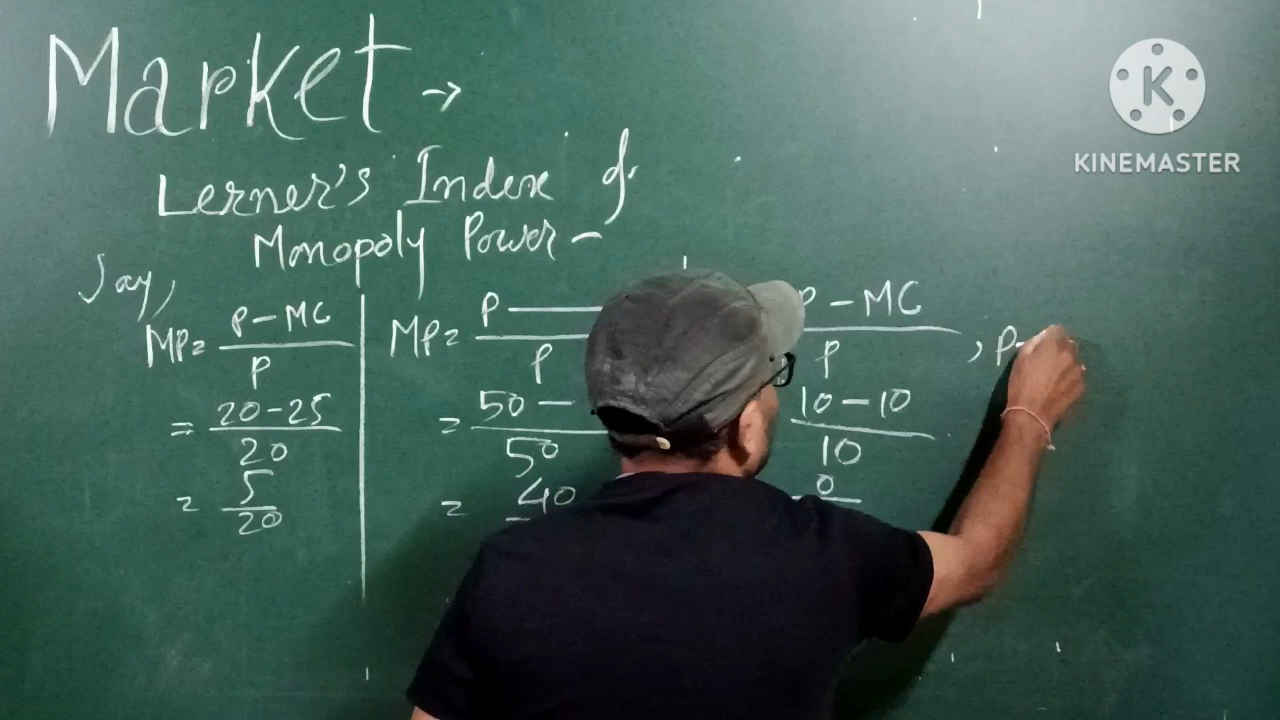 Market →
Lerner's Index of
Monopoly Power -
Say,
MP = P - MC / P
= 20 - 25 / 20
= 5 / 20
MP = P - / P
= 50 - / 50
= 40
P - MC / P , P -
10 - 10 / 10
0
K
KINEMASTER